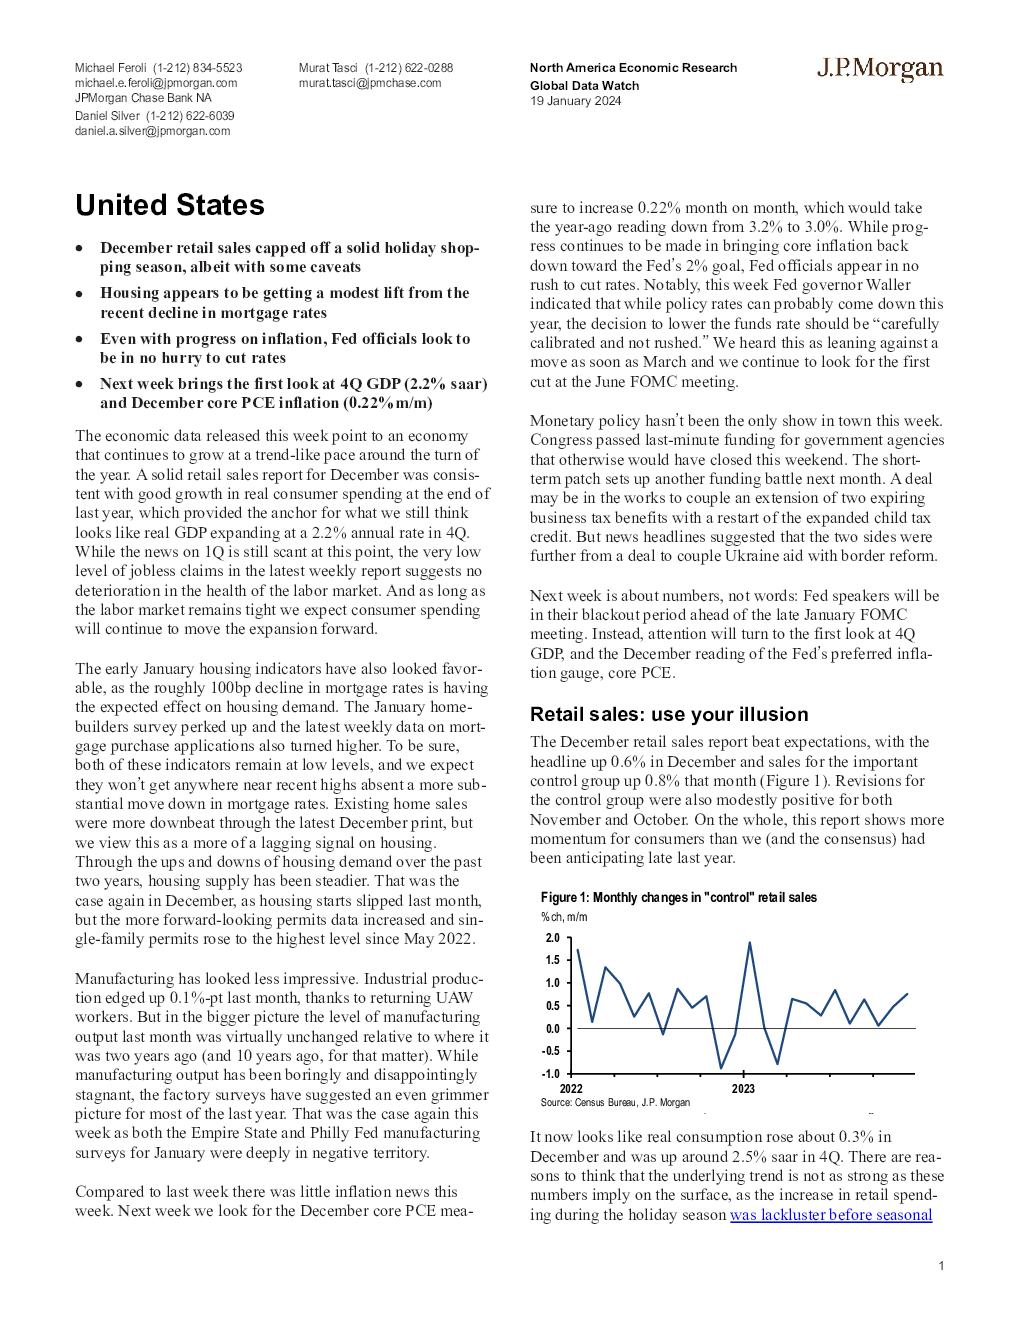 Michael Feroli (1-212) 834-5523
michael.e.feroli@jpmorgan.com
JPMorgan Chase Bank NA
Daniel Silver (1-212) 622-6039
daniel.a.silver@jpmorgan.com
Murat Tasci (1-212) 622-0288
murat.tasci@jpmchase.com
North America Economic Research
Global Data Watch
19 January 2024
J.P.Morgan
United States
• December retail sales capped off a solid holiday shop-
ping season, albeit with some caveats
• Housing appears to be getting a modest lift from the
recent decline in mortgage rates
• Even with progress on inflation, Fed officials look to
be in no hurry to cut rates
• Next week brings the first look at 4Q GDP (2.2% saar)
and December core PCE inflation (0.22%m/m)
The economic data released this week point to an economy
that continues to grow at a trend-like pace around the turn of
the year. A solid retail sales report for December was consis-
tent with good growth in real consumer spending at the end of
last year, which provided the anchor for what we still think
looks like real GDP expanding at a 2.2% annual rate in 4Q.
While the news on 1Q is still scant at this point, the very low
level of jobless claims in the latest weekly report suggests no
deterioration in the health of the labor market. And as long as
the labor market remains tight we expect consumer spending
will continue to move the expansion forward.
The early January housing indicators have also looked favor-
able, as the roughly 100bp decline in mortgage rates is having
the expected effect on housing demand. The January home-
builders survey perked up and the latest weekly data on mort-
gage purchase applications also turned higher. To be sure,
both of these indicators remain at low levels, and we expect
they won't get anywhere near recent highs absent a more sub-
stantial move down in mortgage rates. Existing home sales
were more downbeat through the latest December print, but
we view this as a more of a lagging signal on housing.
Through the ups and downs of housing demand over the past
two years, housing supply has been steadier. That was the
case again in December, as housing starts slipped last month,
but the more forward-looking permits data increased and sin-
gle-family permits rose to the highest level since May 2022.
Manufacturing has looked less impressive. Industrial produc-
tion edged up 0.1%-pt last month, thanks to returning UAW
workers. But in the bigger picture the level of manufacturing
output last month was virtually unchanged relative to where it
was two years ago (and 10 years ago, for that matter). While
manufacturing output has been boringly and disappointingly
stagnant, the factory surveys have suggested an even grimmer
picture for most of the last year. That was the case again this
week as both the Empire State and Philly Fed manufacturing
surveys for January were deeply in negative territory.
Compared to last week there was little inflation news this
week. Next week we look for the December core PCE mea-
sure to increase 0.22% month on month, which would take
the year-ago reading down from 3.2% to 3.0%. While prog-
ress continues to be made in bringing core inflation back
down toward the Fed's 2% goal, Fed officials appear in no
rush to cut rates. Notably, this week Fed governor Waller
indicated that while policy rates can probably come down this
year, the decision to lower the funds rate should be “carefully
calibrated and not rushed.” We heard this as leaning against a
move as soon as March and we continue to look for the first
cut at the June FOMC meeting.
Monetary policy hasn't been the only show in town this week.
Congress passed last-minute funding for government agencies
that otherwise would have closed this weekend. The short-
term patch sets up another funding battle next month. A deal
may be in the works to couple an extension of two expiring
business tax benefits with a restart of the expanded child tax
credit. But news headlines suggested that the two sides were
further from a deal to couple Ukraine aid with border reform.
Next week is about numbers, not words: Fed speakers will be
in their blackout period ahead of the late January FOMC
meeting. Instead, attention will turn to the first look at 4Q
GDP, and the December reading of the Fed's preferred infla-
tion gauge, core PCE.
Retail sales: use your illusion
The December retail sales report beat expectations, with the
headline up 0.6% in December and sales for the important
control group up 0.8% that month (Figure 1). Revisions for
the control group were also modestly positive for both
November and October. On the whole, this report shows more
momentum for consumers than we (and the consensus) had
been anticipating late last year.
Figure 1: Monthly changes in "control" retail sales
%ch, m/m
2.0
1.5
1.0
0.5
0.0
-0.5
-1.0
2022 2023
Source: Census Bureau, J.P. Morgan
It now looks like real consumption rose about 0.3% in
December and was up around 2.5% saar in 4Q. There are rea-
sons to think that the underlying trend is not as strong as these
numbers imply on the surface, as the increase in retail spend-
ing during the holiday season was lackluster before seasonal
1